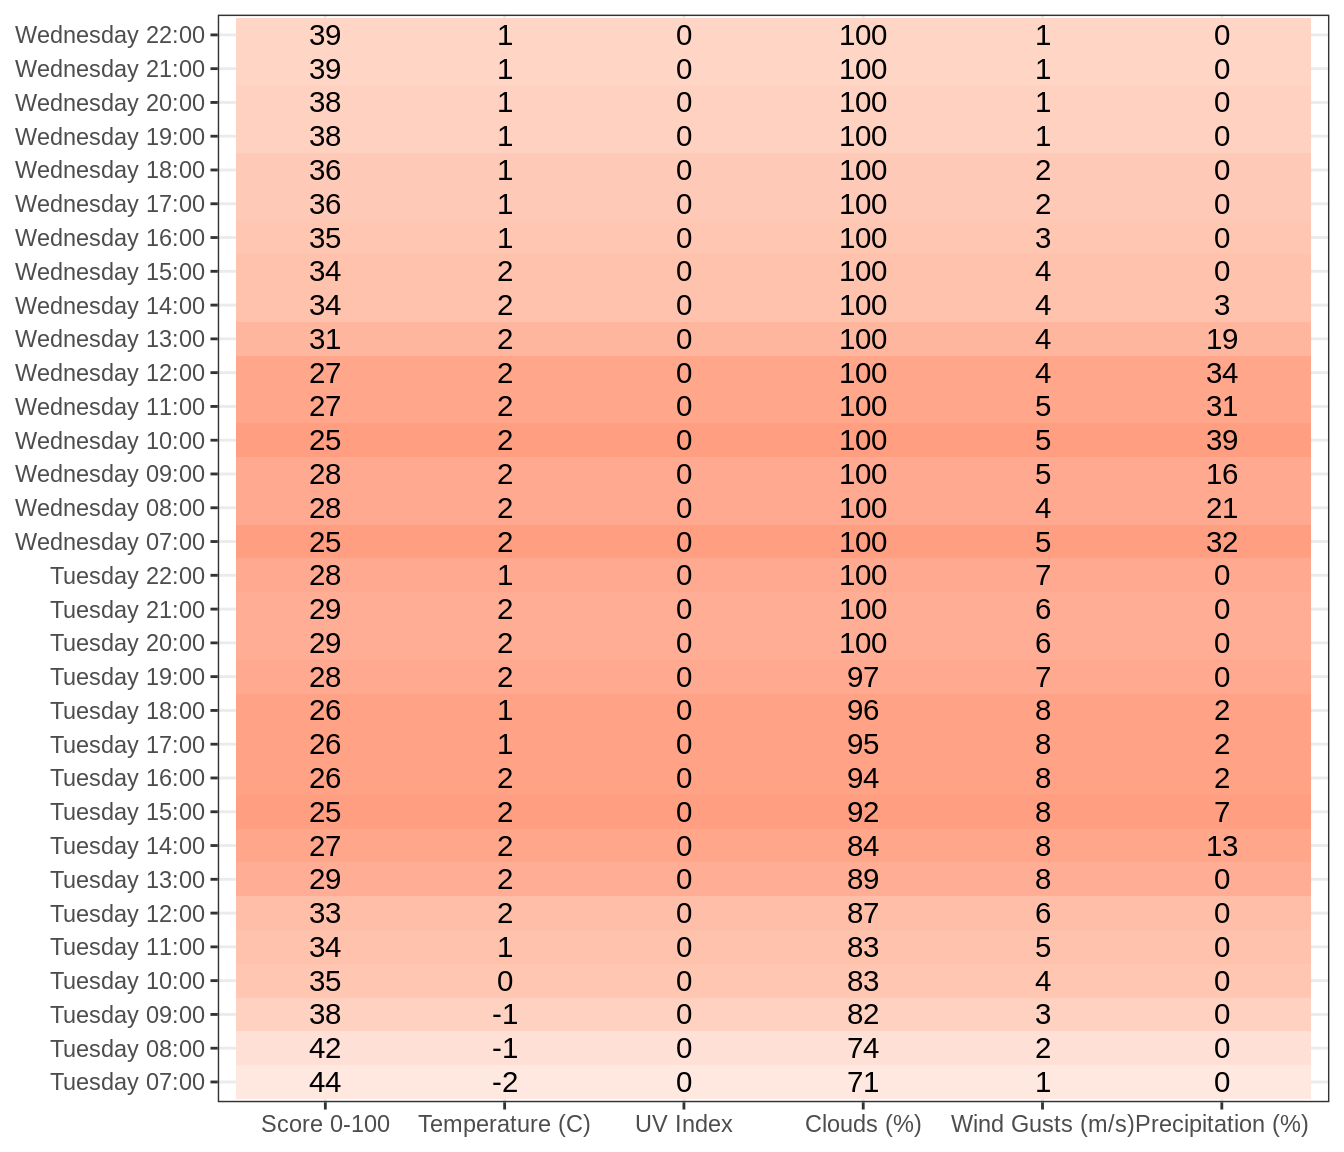 Wednesday 22:00 39 1 0 100 1 0
Wednesday 21:00 39 1 0 100 1 0
Wednesday 20:00 38 1 0 100 1 0
Wednesday 19:00 38 1 0 100 1 0
Wednesday 18:00 36 1 0 100 2 0
Wednesday 17:00 36 1 0 100 2 0
Wednesday 16:00 35 1 0 100 3 0
Wednesday 15:00 34 2 0 100 4 0
Wednesday 14:00 34 2 0 100 4 3
Wednesday 13:00 31 2 0 100 4 19
Wednesday 12:00 27 2 0 100 4 34
Wednesday 11:00 27 2 0 100 5 31
Wednesday 10:00 25 2 0 100 5 39
Wednesday 09:00 28 2 0 100 5 16
Wednesday 08:00 28 2 0 100 4 21
Wednesday 07:00 25 2 0 100 5 32
Tuesday 22:00 28 1 0 100 7 0
Tuesday 21:00 29 2 0 100 6 0
Tuesday 20:00 29 2 0 100 6 0
Tuesday 19:00 28 2 0 97 7 0
Tuesday 18:00 26 1 0 96 8 2
Tuesday 17:00 26 1 0 95 8 2
Tuesday 16:00 26 2 0 94 8 2
Tuesday 15:00 25 2 0 92 8 7
Tuesday 14:00 27 2 0 84 8 13
Tuesday 13:00 29 2 0 89 8 0
Tuesday 12:00 33 2 0 87 6 0
Tuesday 11:00 34 1 0 83 5 0
Tuesday 10:00 35 0 0 83 4 0
Tuesday 09:00 38 -1 0 82 3 0
Tuesday 08:00 42 -1 0 74 2 0
Tuesday 07:00 44 -2 0 71 1 0
Score 0-100 Temperature (C) UV Index Clouds (%) Wind Gusts (m/s) Precipitation (%)